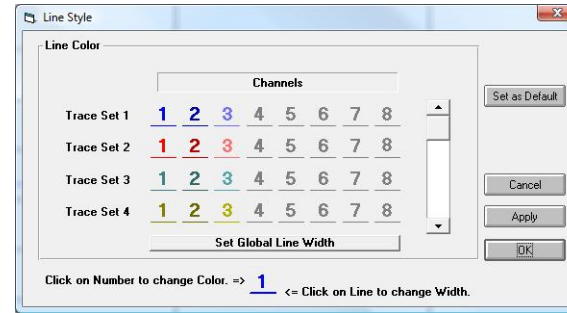 Line Style
Line Color
Channels
Set as Default
Trace Set 1 1 2 3 4 5 6 7 8
Trace Set 2 1 2 3 4 5 6 7 8
Trace Set 3 1 2 3 4 5 6 7 8
Cancel
Trace Set 4 1 2 3 4 5 6 7 8
Apply
Set Global Line Width
OK
Click on Number to change Color. => 1 <= Click on Line to change Width.